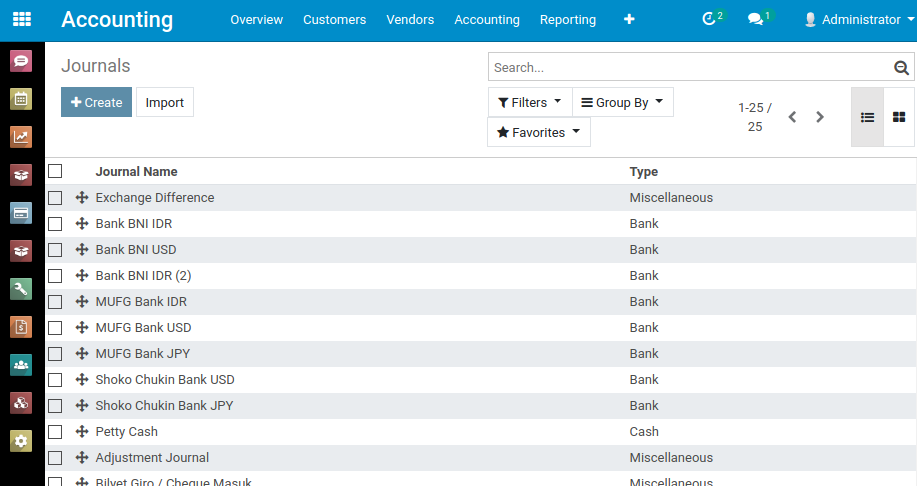 Accounting Overview Customers Vendors Accounting Reporting 2 1 Administrator
Journals
Search...
Create Import
Filters Group By
Favorites
1-25 /
25
Journal Name Type
Exchange Difference Miscellaneous
Bank BNI IDR Bank
Bank BNI USD Bank
Bank BNI IDR (2) Bank
MUFG Bank IDR Bank
MUFG Bank USD Bank
MUFG Bank JPY Bank
Shoko Chukin Bank USD Bank
Shoko Chukin Bank JPY Bank
Petty Cash Cash
Adjustment Journal Miscellaneous
Bilyet Giro / Cheque Masuk Miscellaneous